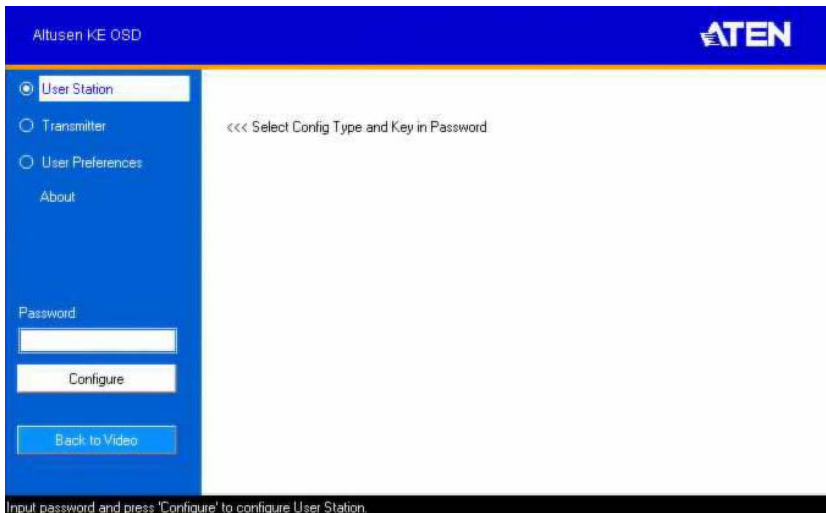 Altusen KE OSD
ATEN
User Station
Transmitter
<<< Select Config Type and Key in Password
User Preferences
About
Password
Configure
Back to Video
Input password and press 'Configure' to configure User Station.